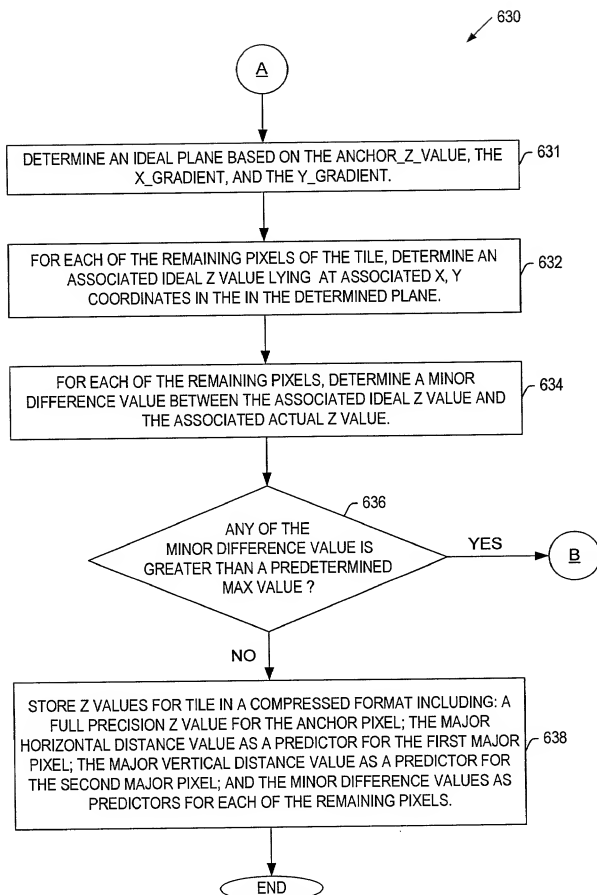 630
A
DETERMINE AN IDEAL PLANE BASED ON THE ANCHOR_Z_VALUE, THE
X_GRADIENT, AND THE Y_GRADIENT.
631
FOR EACH OF THE REMAINING PIXELS OF THE TILE, DETERMINE AN
ASSOCIATED IDEAL Z VALUE LYING AT ASSOCIATED X, Y
COORDINATES IN THE IN THE DETERMINED PLANE.
632
FOR EACH OF THE REMAINING PIXELS, DETERMINE A MINOR
DIFFERENCE VALUE BETWEEN THE ASSOCIATED IDEAL Z VALUE AND
THE ASSOCIATED ACTUAL Z VALUE.
634
636
ANY OF THE
MINOR DIFFERENCE VALUE IS
GREATER THAN A PREDETERMINED
MAX VALUE ?
YES
B
NO
STORE Z VALUES FOR TILE IN A COMPRESSED FORMAT INCLUDING: A
FULL PRECISION Z VALUE FOR THE ANCHOR PIXEL; THE MAJOR
HORIZONTAL DISTANCE VALUE AS A PREDICTOR FOR THE FIRST MAJOR
PIXEL; THE MAJOR VERTICAL DISTANCE VALUE AS A PREDICTOR FOR
THE SECOND MAJOR PIXEL; AND THE MINOR DIFFERENCE VALUES AS
PREDICTORS FOR EACH OF THE REMAINING PIXELS.
638
END